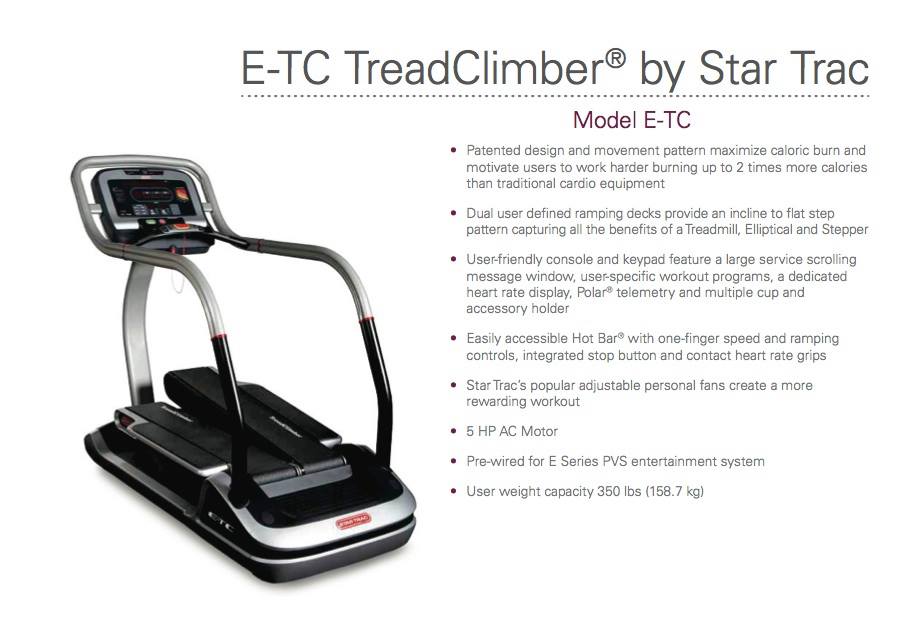 E-TC TreadClimber® by Star Trac
Model E-TC
• Patented design and movement pattern maximize caloric burn and
motivate users to work harder burning up to 2 times more calories
than traditional cardio equipment
• Dual user defined ramping decks provide an incline to flat step
pattern capturing all the benefits of a Treadmill, Elliptical and Stepper
• User-friendly console and keypad feature a large service scrolling
message window, user-specific workout programs, a dedicated
heart rate display, Polar® telemetry and multiple cup and
accessory holder
• Easily accessible Hot Bar® with one-finger speed and ramping
controls, integrated stop button and contact heart rate grips
• Star Trac's popular adjustable personal fans create a more
rewarding workout
• 5 HP AC Motor
• Pre-wired for E Series PVS entertainment system
• User weight capacity 350 lbs (158.7 kg)
TreadClimber
TreadClimber
E-TC
STAR TRAC